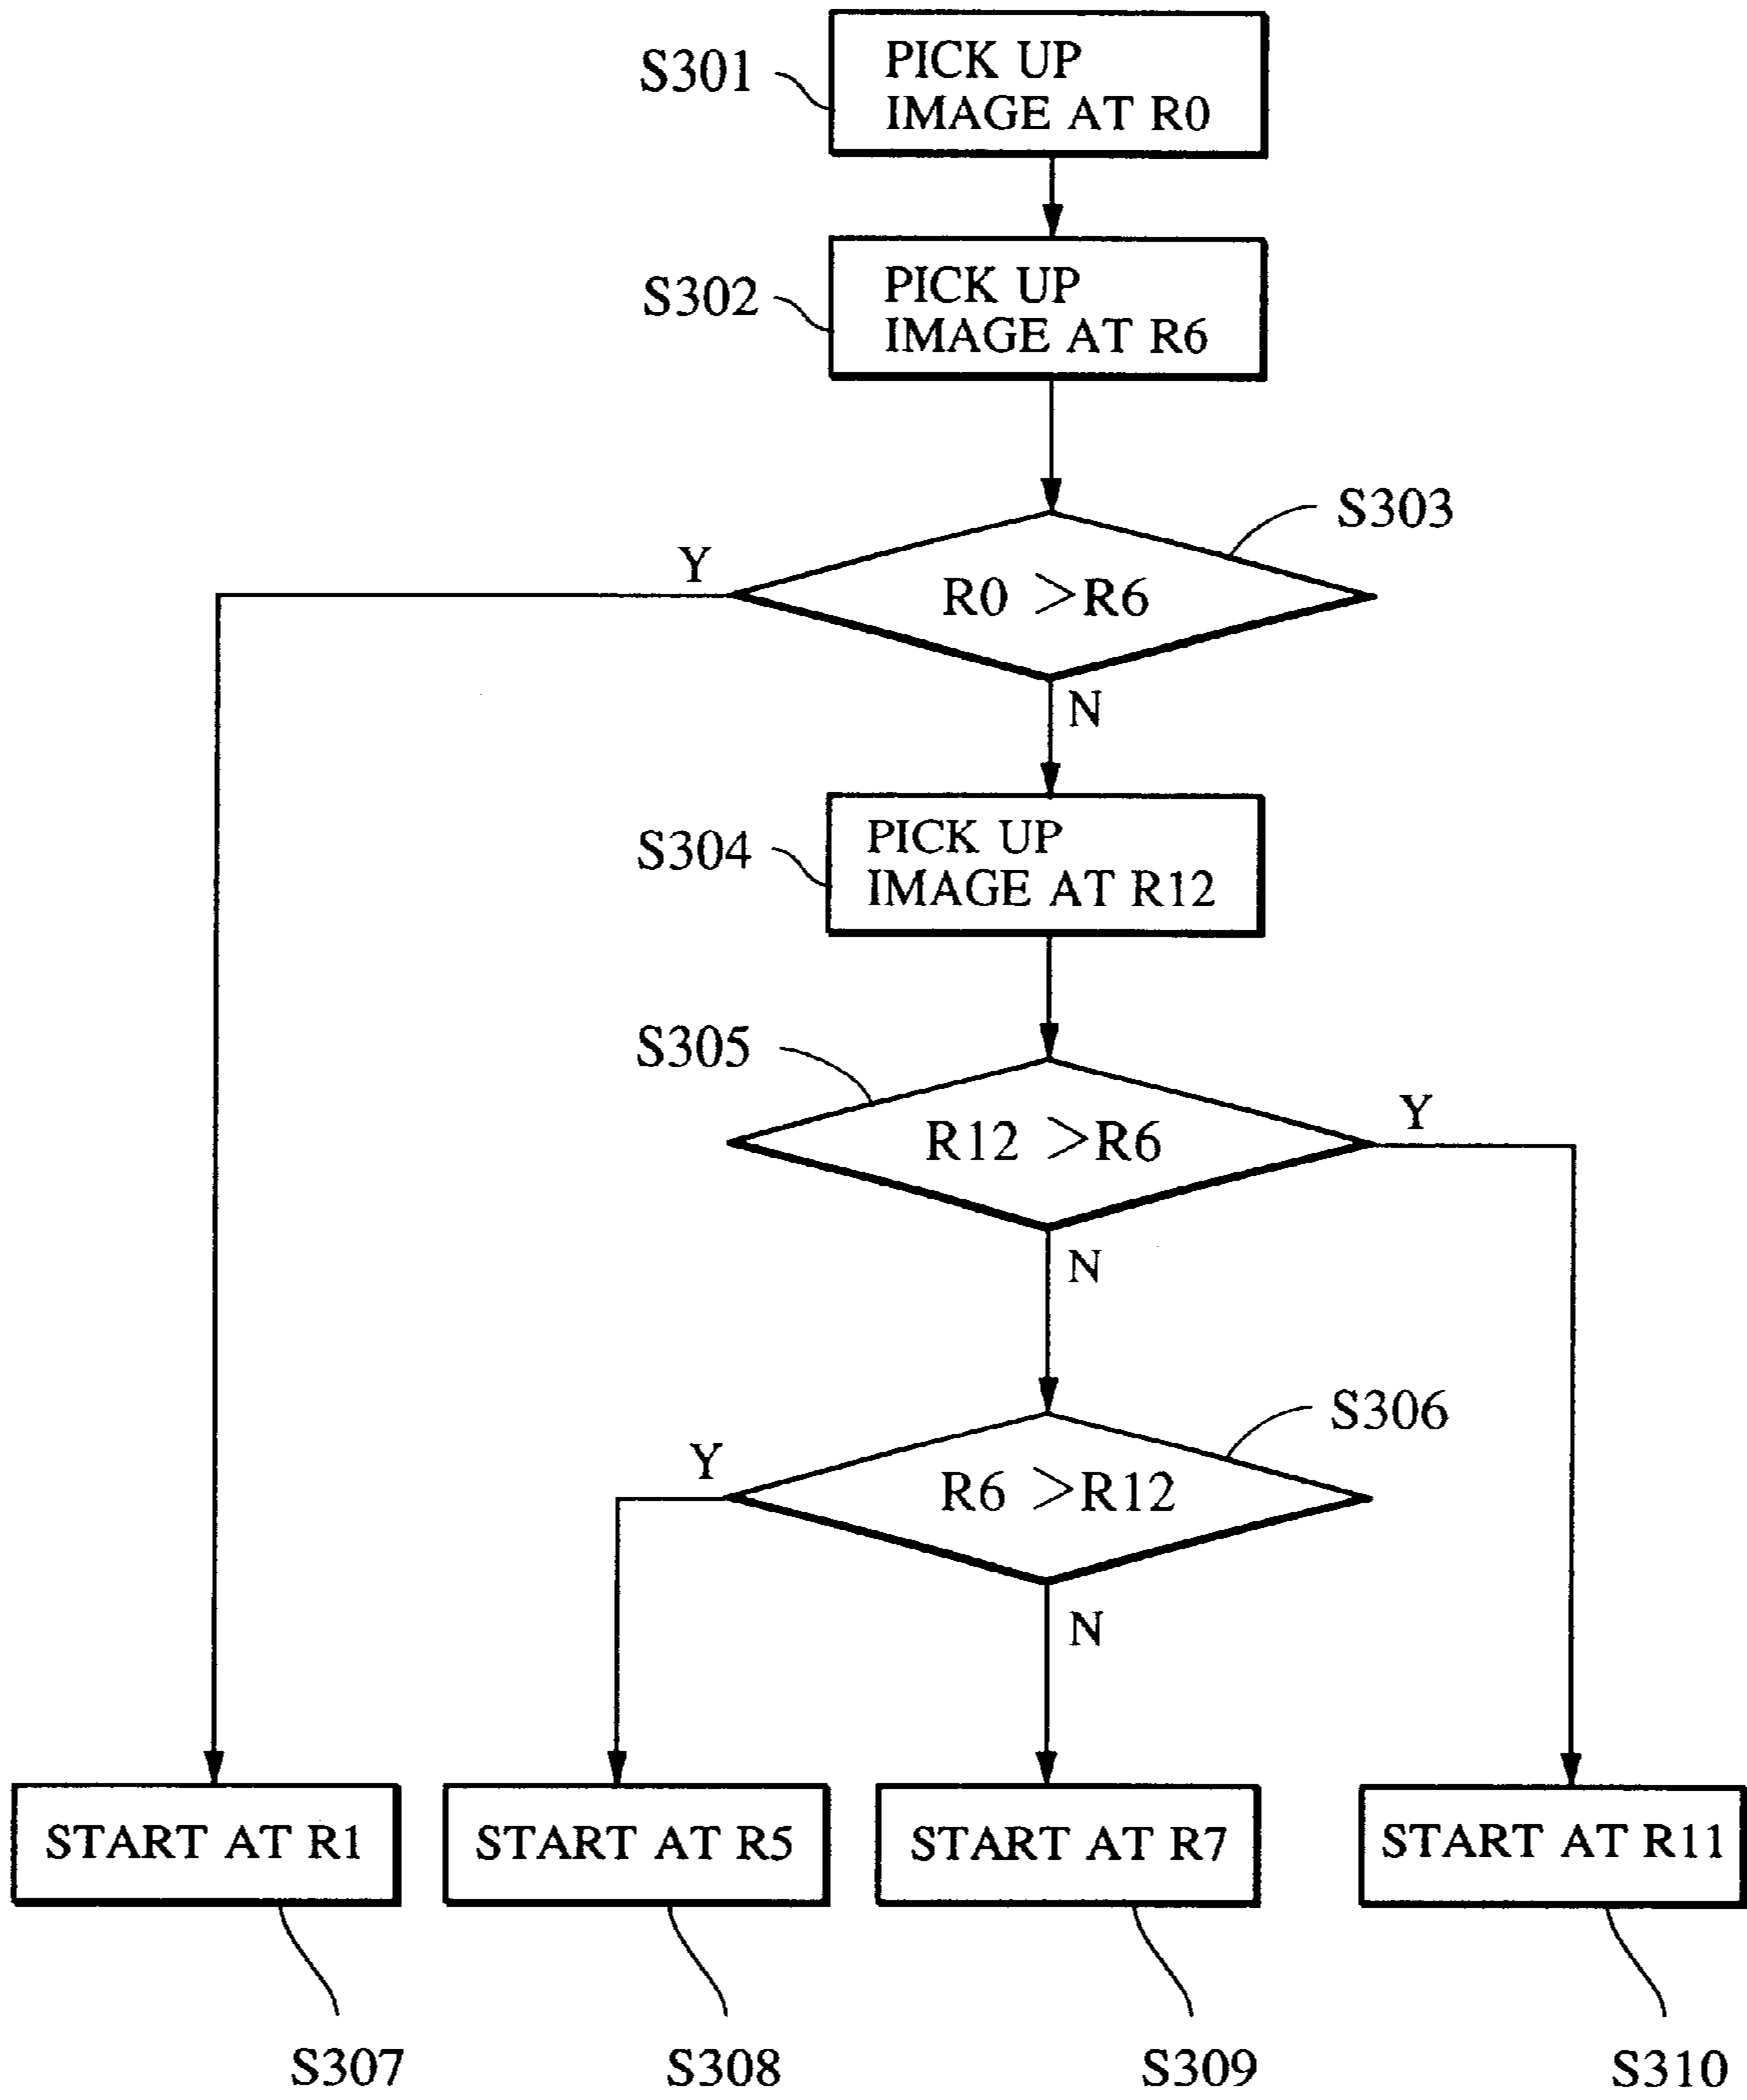 S301
PICK UP
IMAGE AT R0
S302
PICK UP
IMAGE AT R6
S303
Y
R0 >R6
N
S304
PICK UP
IMAGE AT R12
S305
R12 >R6
Y
N
S306
Y
R6 >R12
N
START AT R1
START AT R5
START AT R7
START AT R11
S307
S308
S309
S310